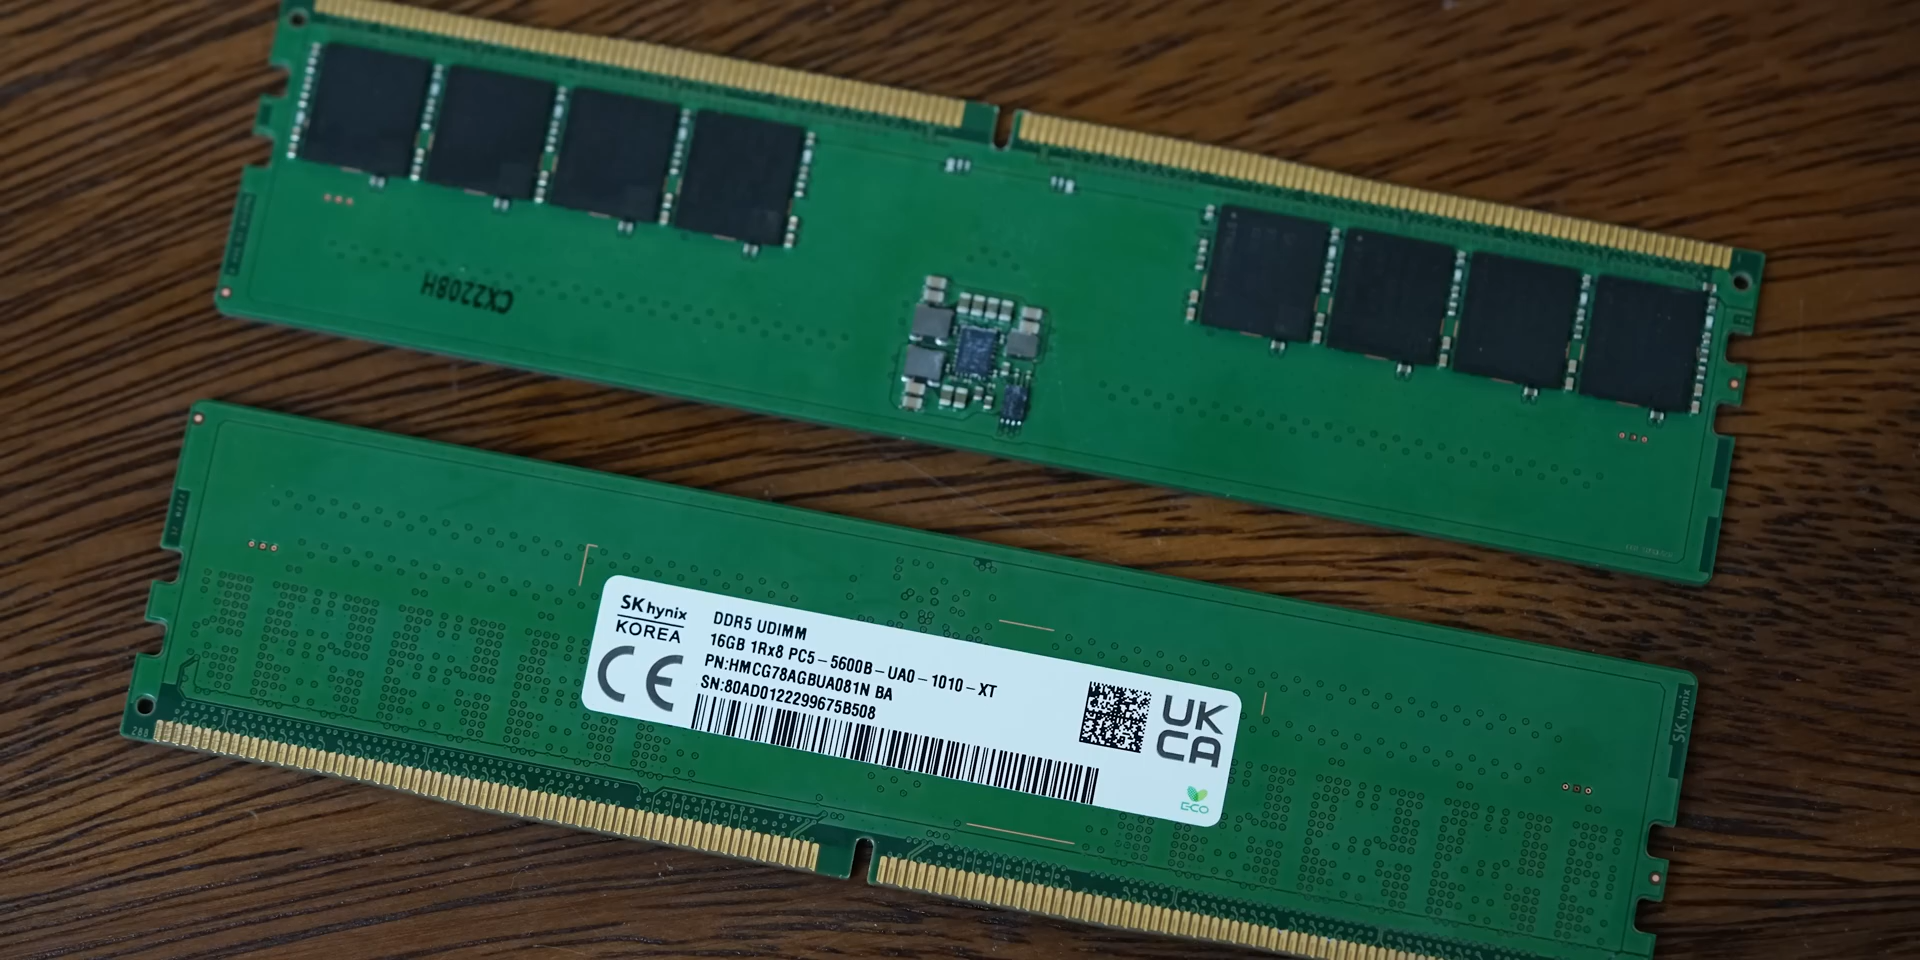 CX2208H
SK hynix
KOREA
CE
DDR5 UDIMM
16GB 1Rx8 PC5-5600B-UA0-1010-XT
PN:HMCG78AGBUA081N BA
SN:80AD01222299675B508
UK
CA
ECO
SK hynix